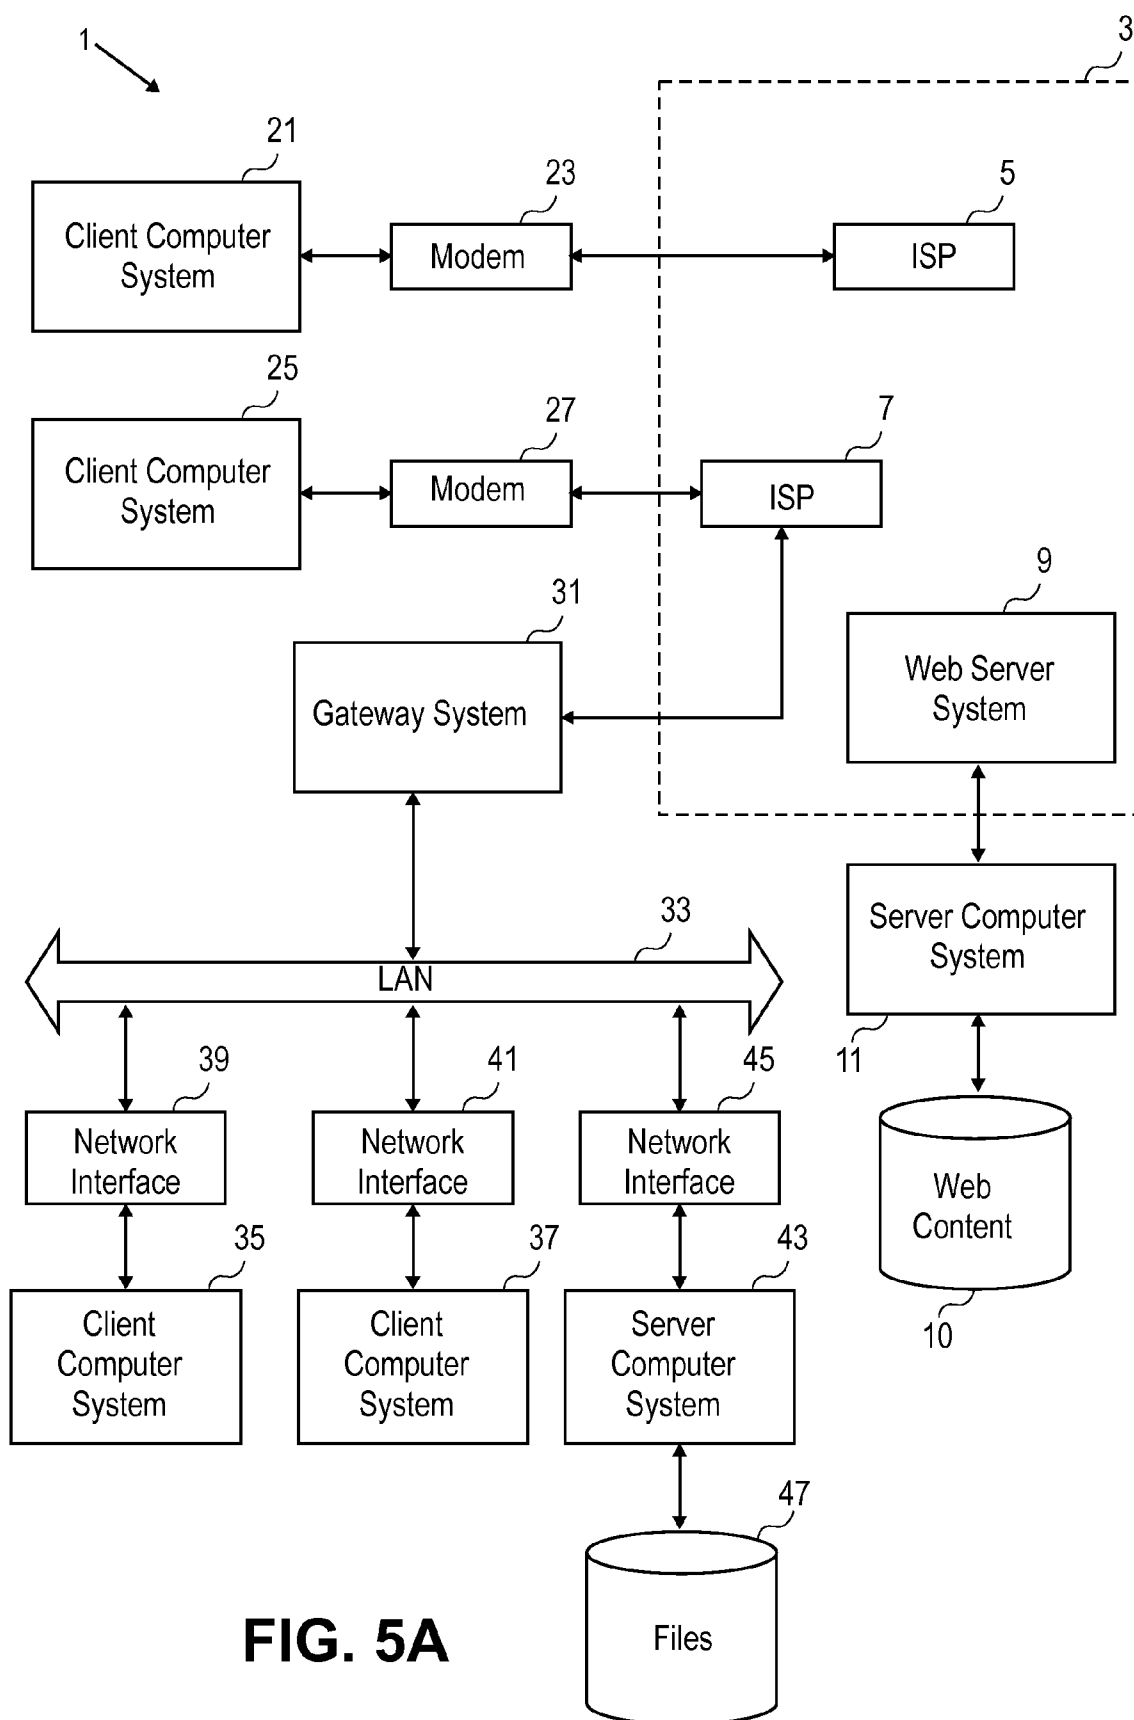 1
3
21
23
5
Client Computer
System
Modem
ISP
25
27
7
Client Computer
System
Modem
ISP
31
9
Gateway System
Web Server
System
33
LAN
Server Computer
System
11
39
41
45
Network
Interface
Network
Interface
Network
Interface
Web
Content
10
35
37
43
Client
Computer
System
Client
Computer
System
Server
Computer
System
47
Files
FIG. 5A